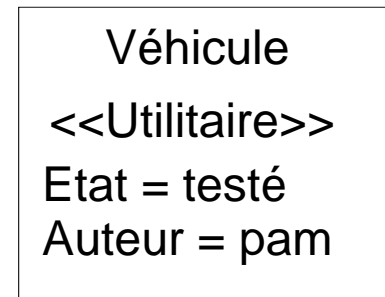 Véhicule
<<Utilitaire>>
Etat = testé
Auteur = pam